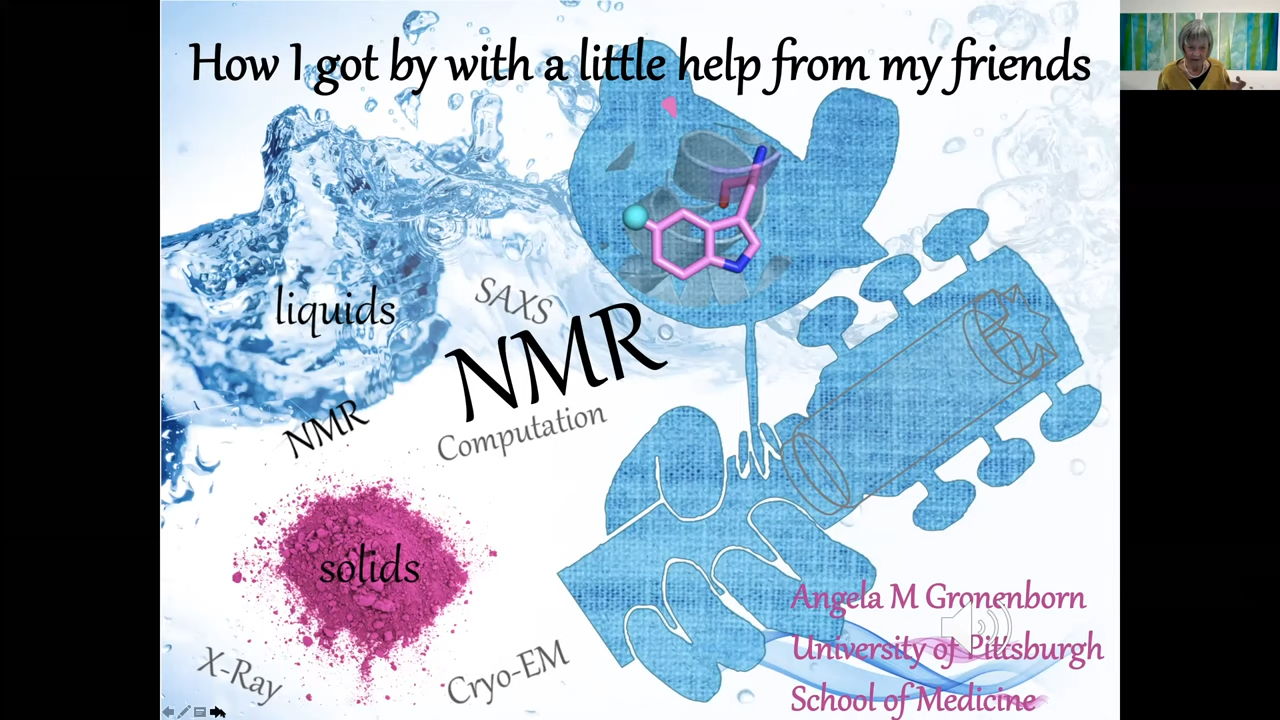 How I got by with a little help from my friends
liquids
SAXS
NMR
NMR
Computation
solids
X-Ray
Cryo-EM
Angela M Gronenborn
University of Pittsburgh
School of Medicine